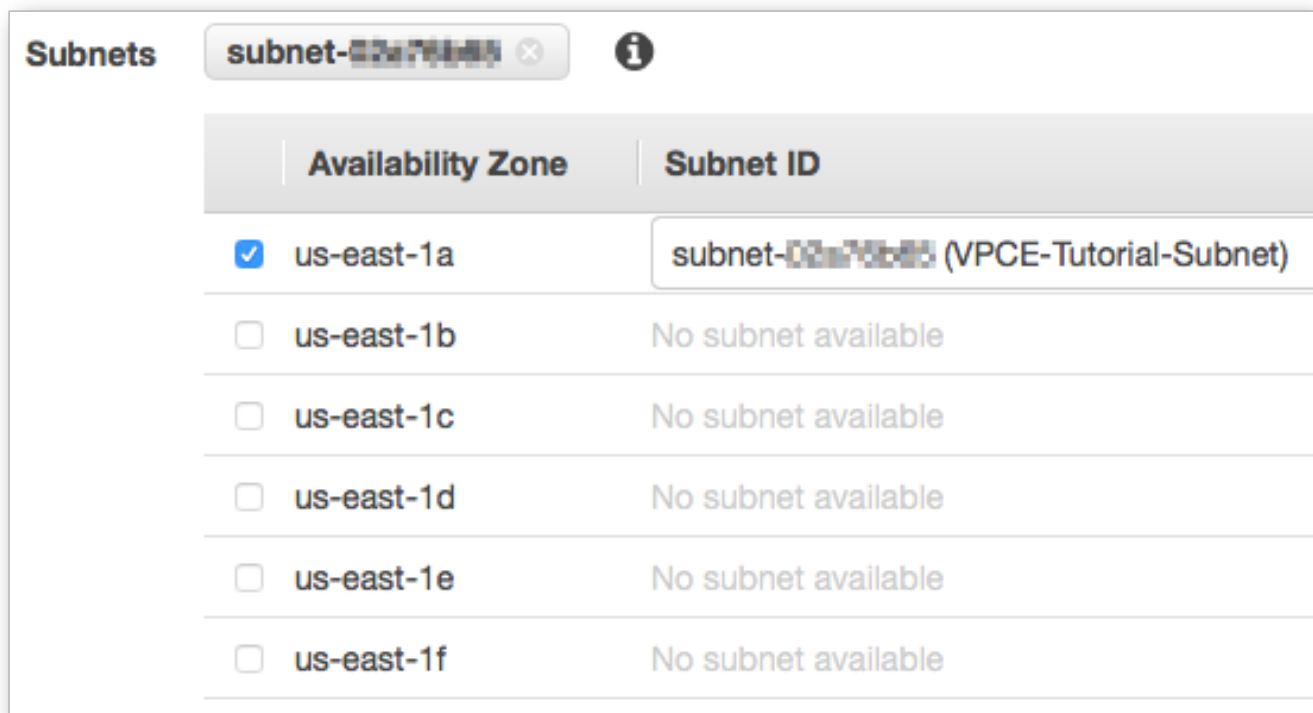 Subnets subnet-
Availability Zone Subnet ID
us-east-1a subnet- (VPCE-Tutorial-Subnet)
us-east-1b No subnet available
us-east-1c No subnet available
us-east-1d No subnet available
us-east-1e No subnet available
us-east-1f No subnet available